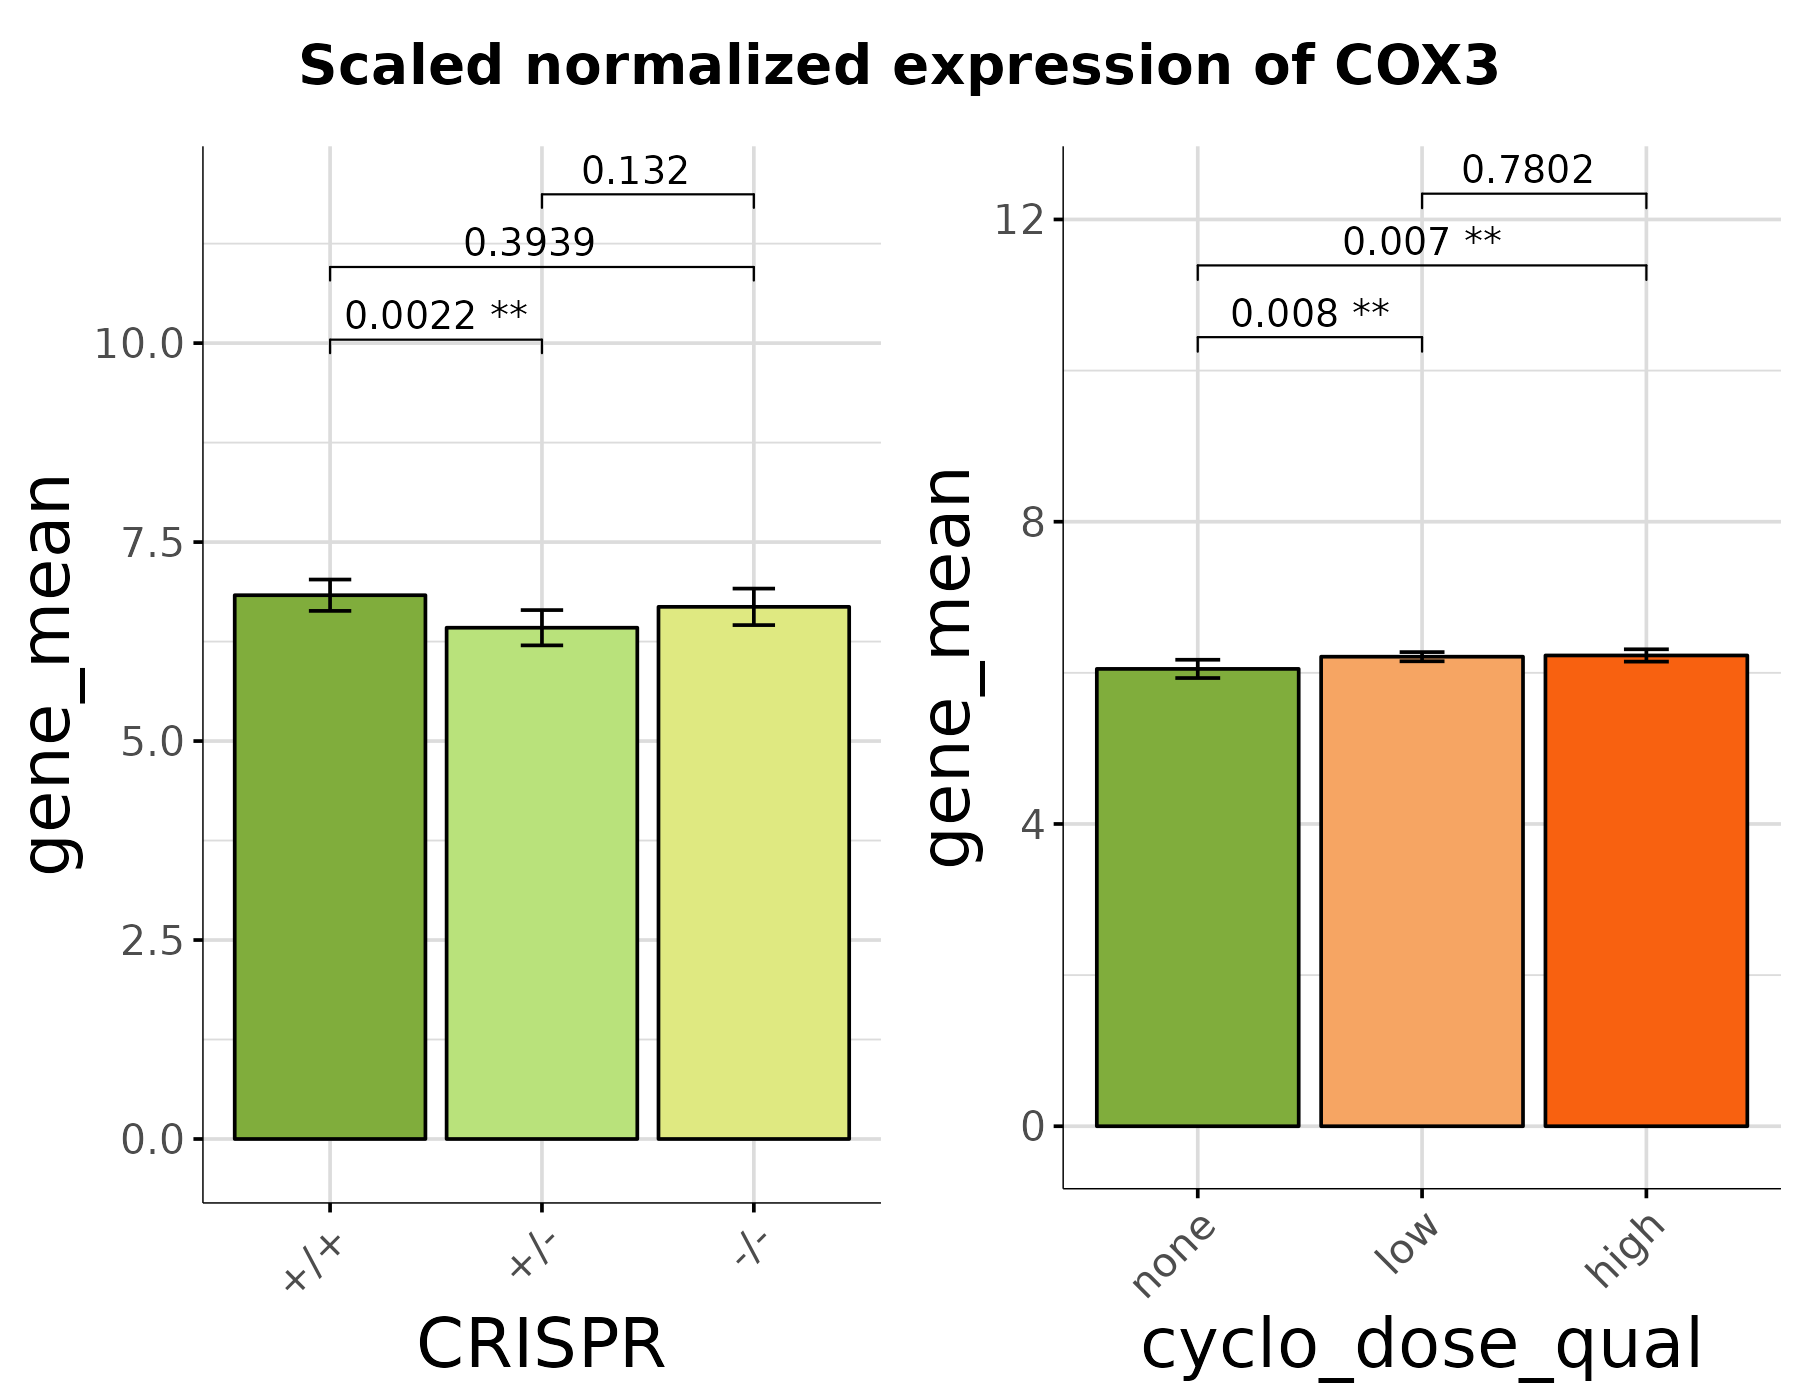 Scaled normalized expression of COX3
gene_mean
10.0
7.5
5.0
2.5
0.0
0.132
0.3939
0.0022 **
+/+
+/-
-/-
CRISPR
gene_mean
12
8
4
0
0.7802
0.007 **
0.008 **
none
low
high
cyclo_dose_qual